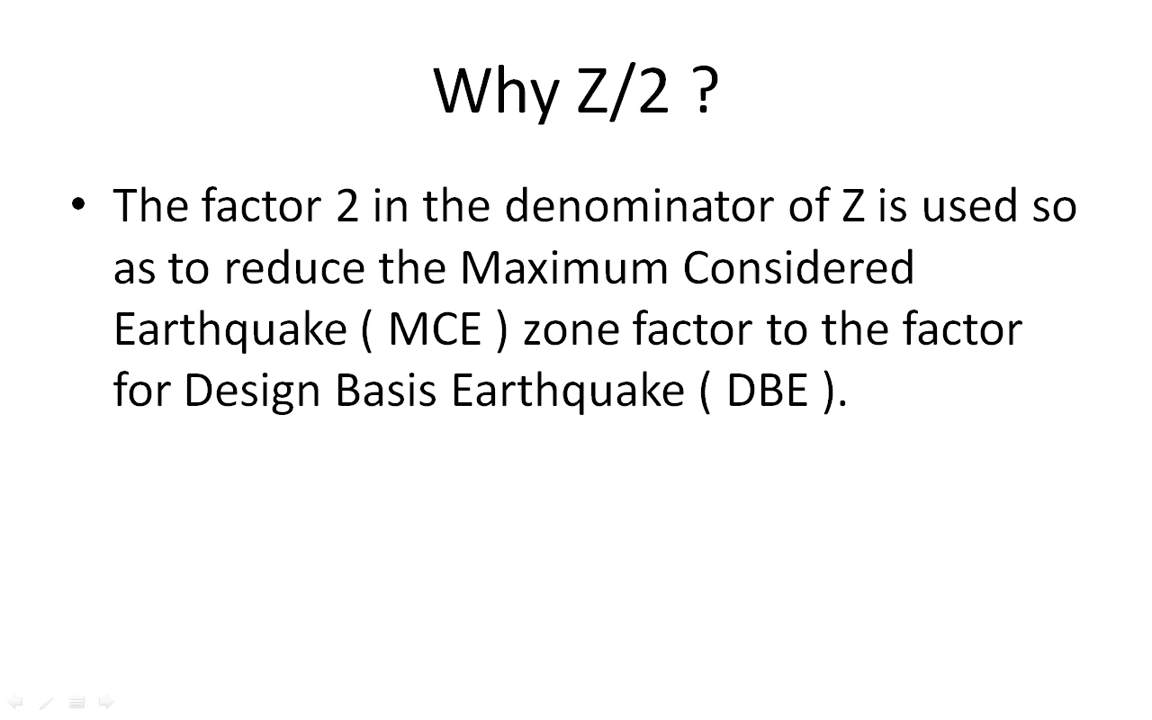 Why Z/2 ?
• The factor 2 in the denominator of Z is used so
as to reduce the Maximum Considered
Earthquake ( MCE ) zone factor to the factor
for Design Basis Earthquake ( DBE ).